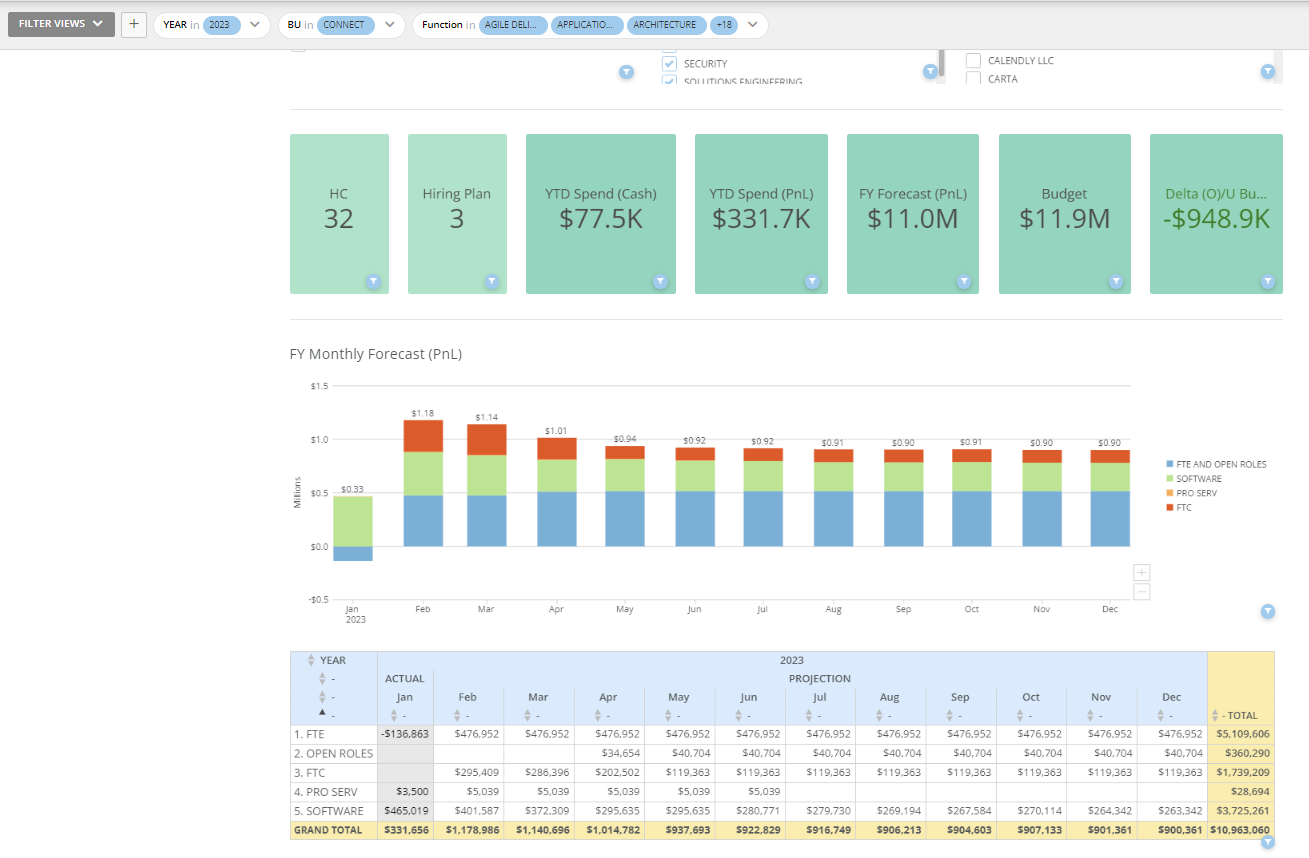 FILTER VIEWS + YEAR in 2023 BU in CONNECT Function in AGILE DELI... APPLICATIO... ARCHITECTURE +18
SECURITY CALENDLY LLC
SOLUTIONS ENGINEERING CARTA
HC Hiring Plan YTD Spend (Cash) YTD Spend (PnL) FY Forecast (PnL) Budget Delta (O)/U Bu...
32 3 $77.5K $331.7K $11.0M $11.9M -$948.9K
FY Monthly Forecast (PnL)
$1.5
$1.0
$0.5
$0.0
-$0.5
Millions
$0.33 $1.18 $1.14 $1.01 $0.94 $0.92 $0.92 $0.91 $0.90 $0.91 $0.90 $0.90
FTE AND OPEN ROLES
SOFTWARE
PRO SERV
FTC
Jan Feb Mar Apr May Jun Jul Aug Sep Oct Nov Dec
2023
YEAR 2023
- ACTUAL PROJECTION
- Jan Feb Mar Apr May Jun Jul Aug Sep Oct Nov Dec
- - - - - - - - - - - - - - TOTAL
1. FTE -$136,863 $476,952 $476,952 $476,952 $476,952 $476,952 $476,952 $476,952 $476,952 $476,952 $476,952 $476,952 $5,109,606
2. OPEN ROLES $34,654 $40,704 $40,704 $40,704 $40,704 $40,704 $40,704 $40,704 $40,704 $360,290
3. FTC $295,409 $286,396 $202,502 $119,363 $119,363 $119,363 $119,363 $119,363 $119,363 $119,363 $119,363 $1,739,209
4. PRO SERV $3,500 $5,039 $5,039 $5,039 $5,039 $5,039 $28,694
5. SOFTWARE $465,019 $401,587 $372,309 $295,635 $295,635 $280,771 $279,730 $269,194 $267,584 $270,114 $264,342 $263,342 $3,725,261
GRAND TOTAL $331,656 $1,178,986 $1,140,696 $1,014,782 $937,693 $922,829 $916,749 $906,213 $904,603 $907,133 $901,361 $900,361 $10,963,060